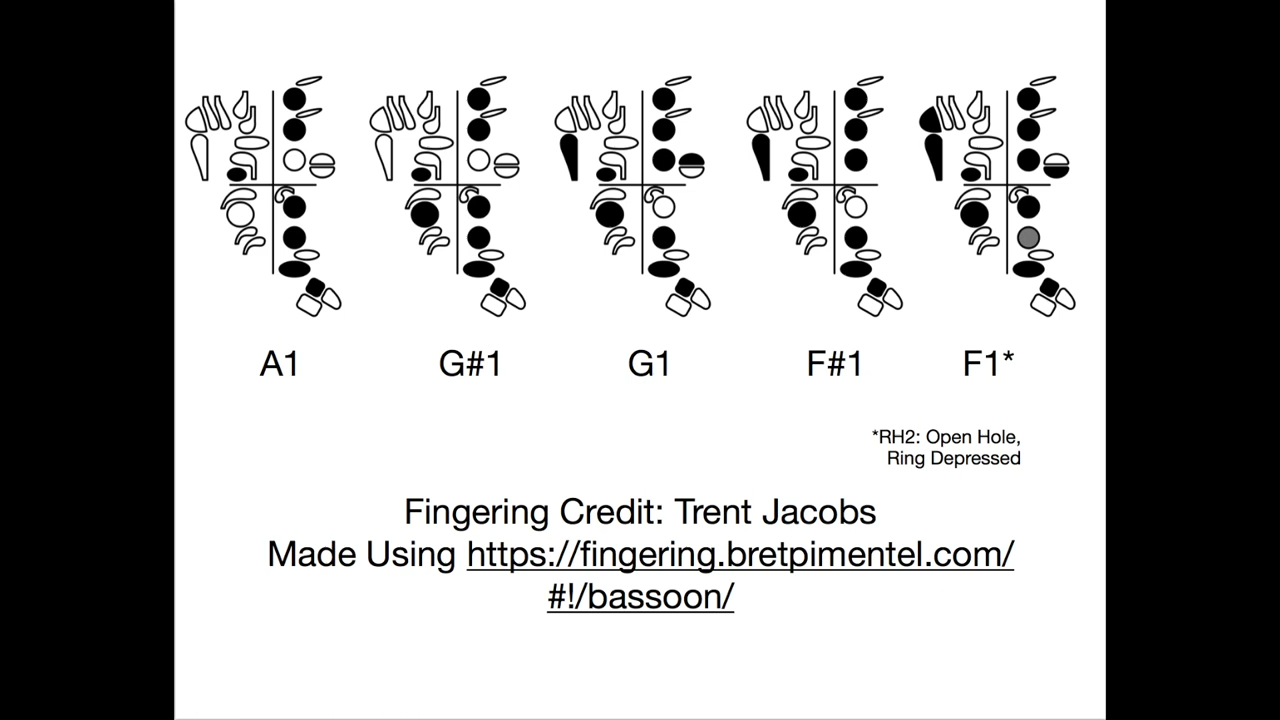 A1 G#1 G1 F#1 F1*
*RH2: Open Hole,
Ring Depressed
Fingering Credit: Trent Jacobs
Made Using https://fingering.bretpimentel.com/
#!/bassoon/